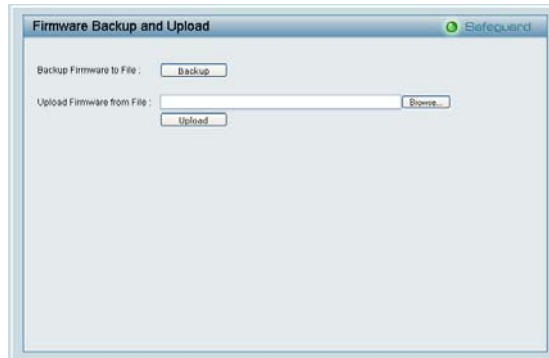 Firmware Backup and Upload
Safeguard
Backup Firmware to File :
Backup
Upload Firmware from File :
Browse...
Upload